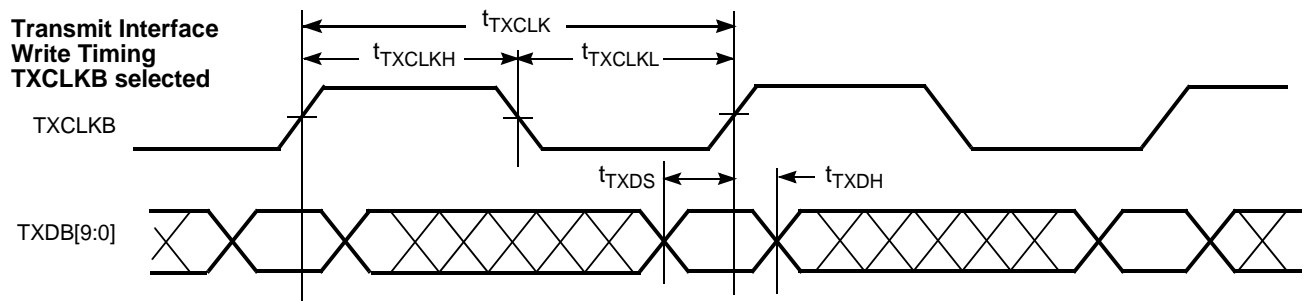 Transmit Interface
Write Timing
TXCLKB selected
tTXCLK
tTXCLKH
tTXCLKL
TXCLKB
tTXDS
tTXDH
TXDB[9:0]